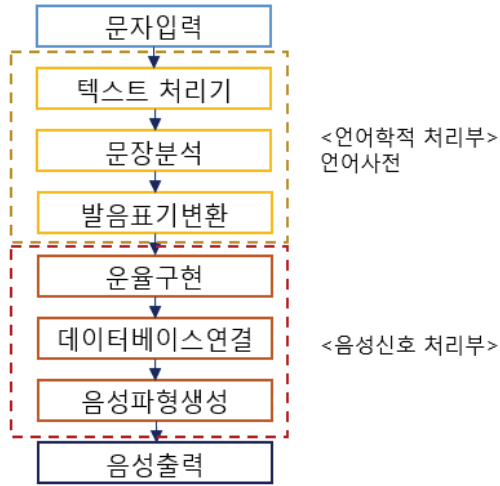 문자입력
텍스트 처리기
문장분석
발음표기변환
<언어학적 처리부>
언어사전
운율구현
데이터베이스연결
음성파형생성
<음성신호 처리부>
음성출력